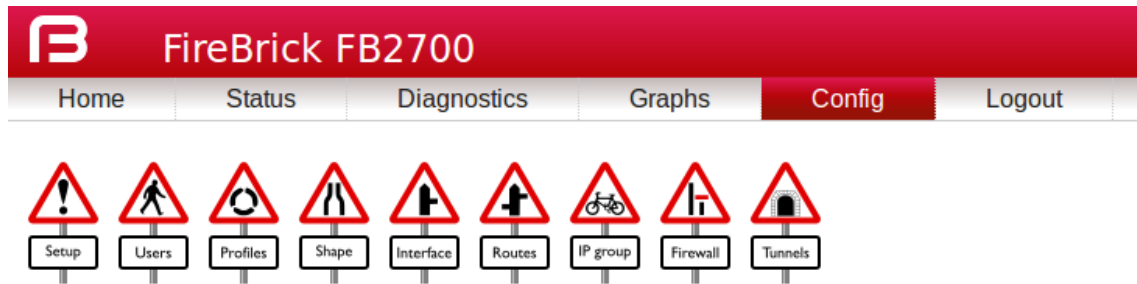 FireBrick FB2700
Home Status Diagnostics Graphs Config Logout
Setup Users Profiles Shape Interface Routes IP group Firewall Tunnels